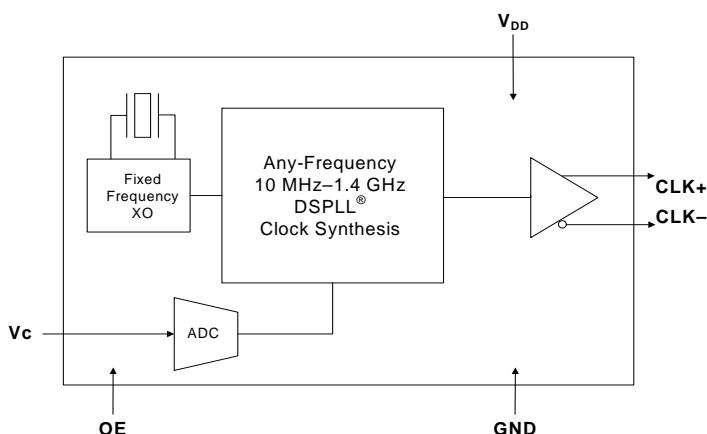 VDD
Fixed
Frequency
XO
Any-Frequency
10 MHz–1.4 GHz
DSPLL®
Clock Synthesis
CLK+
CLK–
Vc
ADC
OE
GND